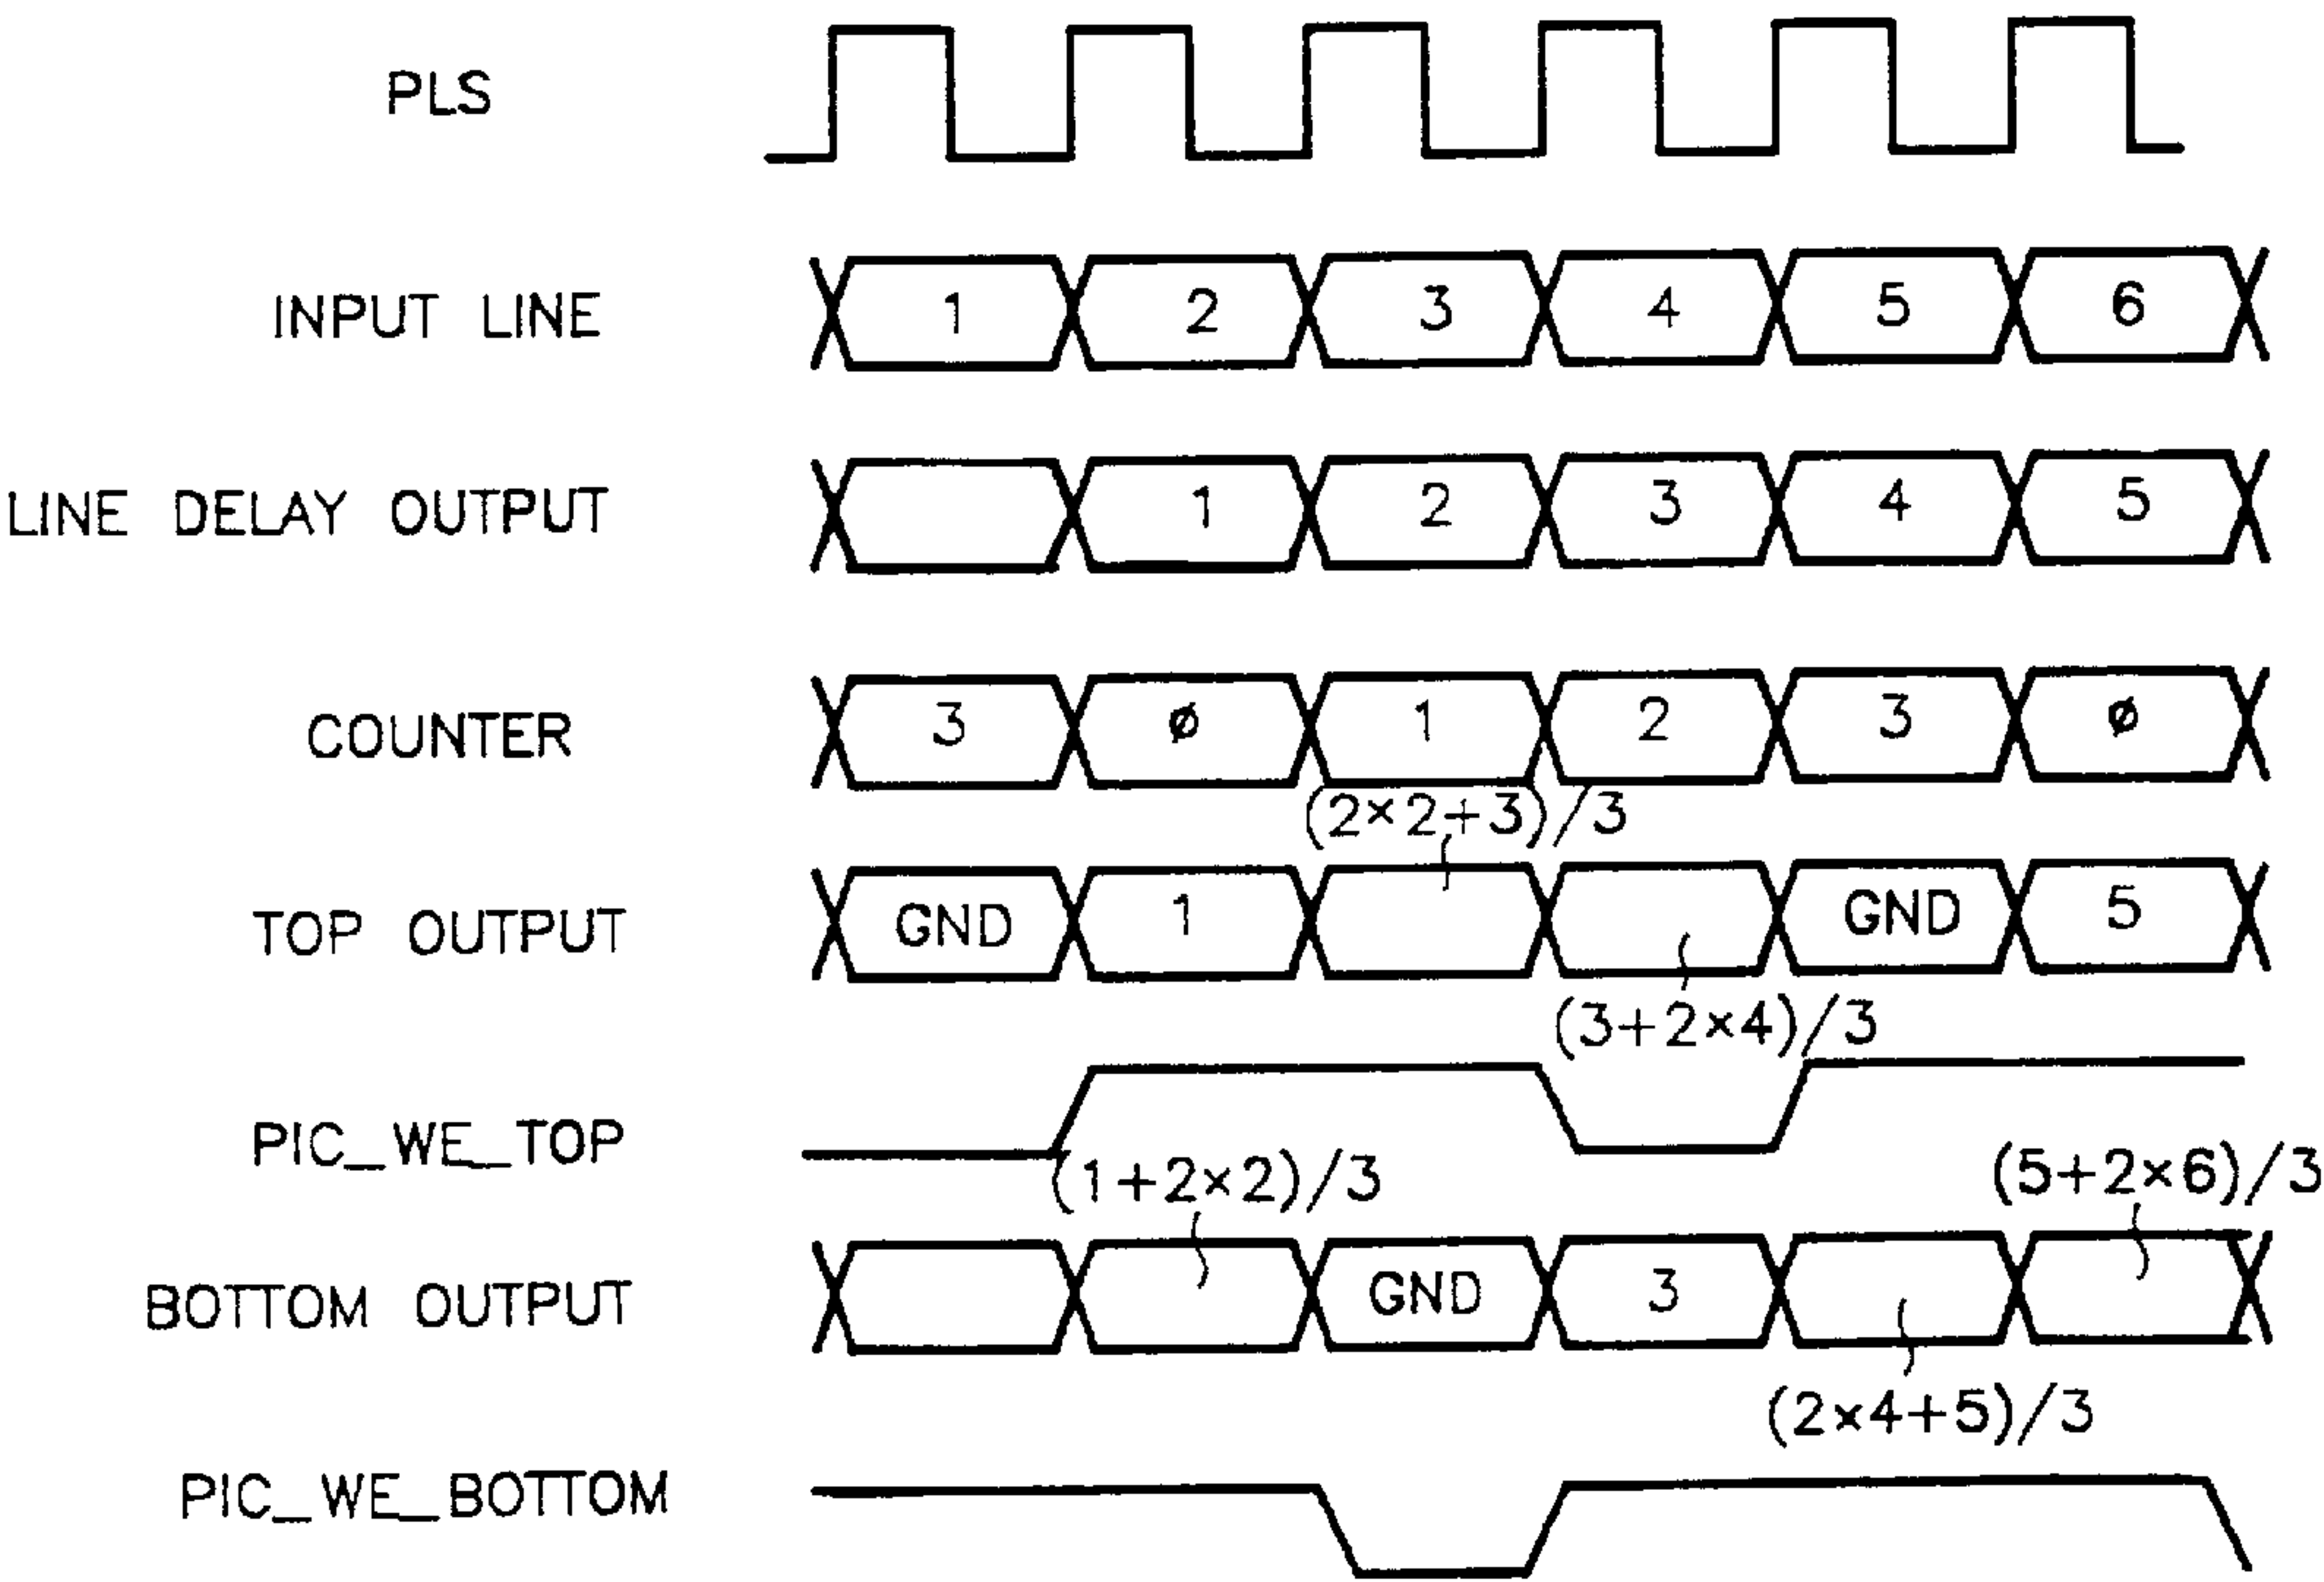 PLS
INPUT LINE 1 2 3 4 5 6
LINE DELAY OUTPUT 1 2 3 4 5
COUNTER 3 ø 1 2 3 ø
(2×2+3)/3
TOP OUTPUT GND 1 GND 5
(3+2×4)/3
PIC_WE_TOP
(1+2×2)/3 (5+2×6)/3
BOTTOM OUTPUT GND 3
(2×4+5)/3
PIC_WE_BOTTOM